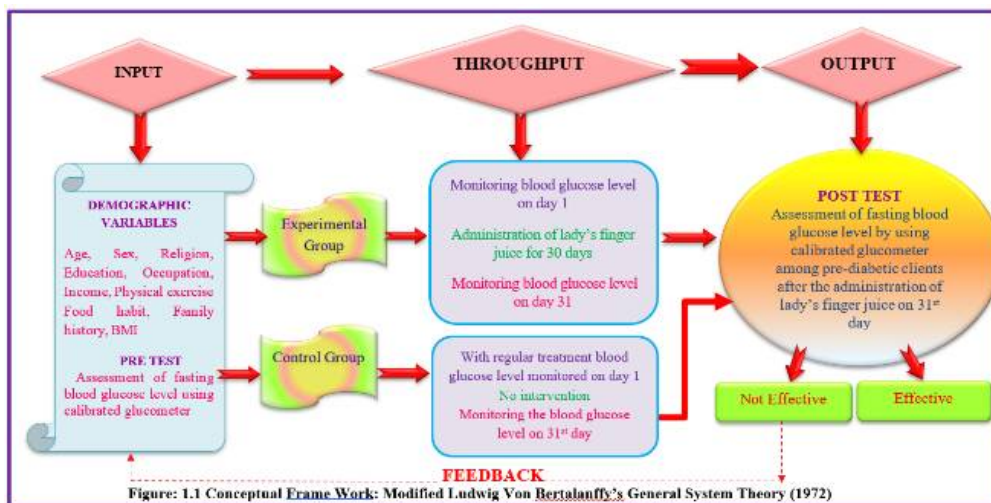 INPUT
THROUGHPUT
OUTPUT
DEMOGRAPHIC
VARIABLES
Age, Sex, Religion,
Education, Occupation,
Income, Physical exercise
Food habit, Family
history, BMI
PRE TEST
Assessment of fasting
blood glucose level using
calibrated glucometer
Experimental
Group
Control Group
Monitoring blood glucose level
on day 1
Administration of lady's finger
juice for 30 days
Monitoring blood glucose level
on day 31
With regular treatment blood
glucose level monitored on day 1
No intervention
Monitoring the blood glucose
level on 31st day
POST TEST
Assessment of fasting blood
glucose level by using
calibrated glucometer
among pre-diabetic clients
after the administration of
lady's finger juice on 31st
day
Not Effective
Effective
FEEDBACK
Figure: 1.1 Conceptual Frame Work: Modified Ludwig Von Bertalanffy's General System Theory (1972)